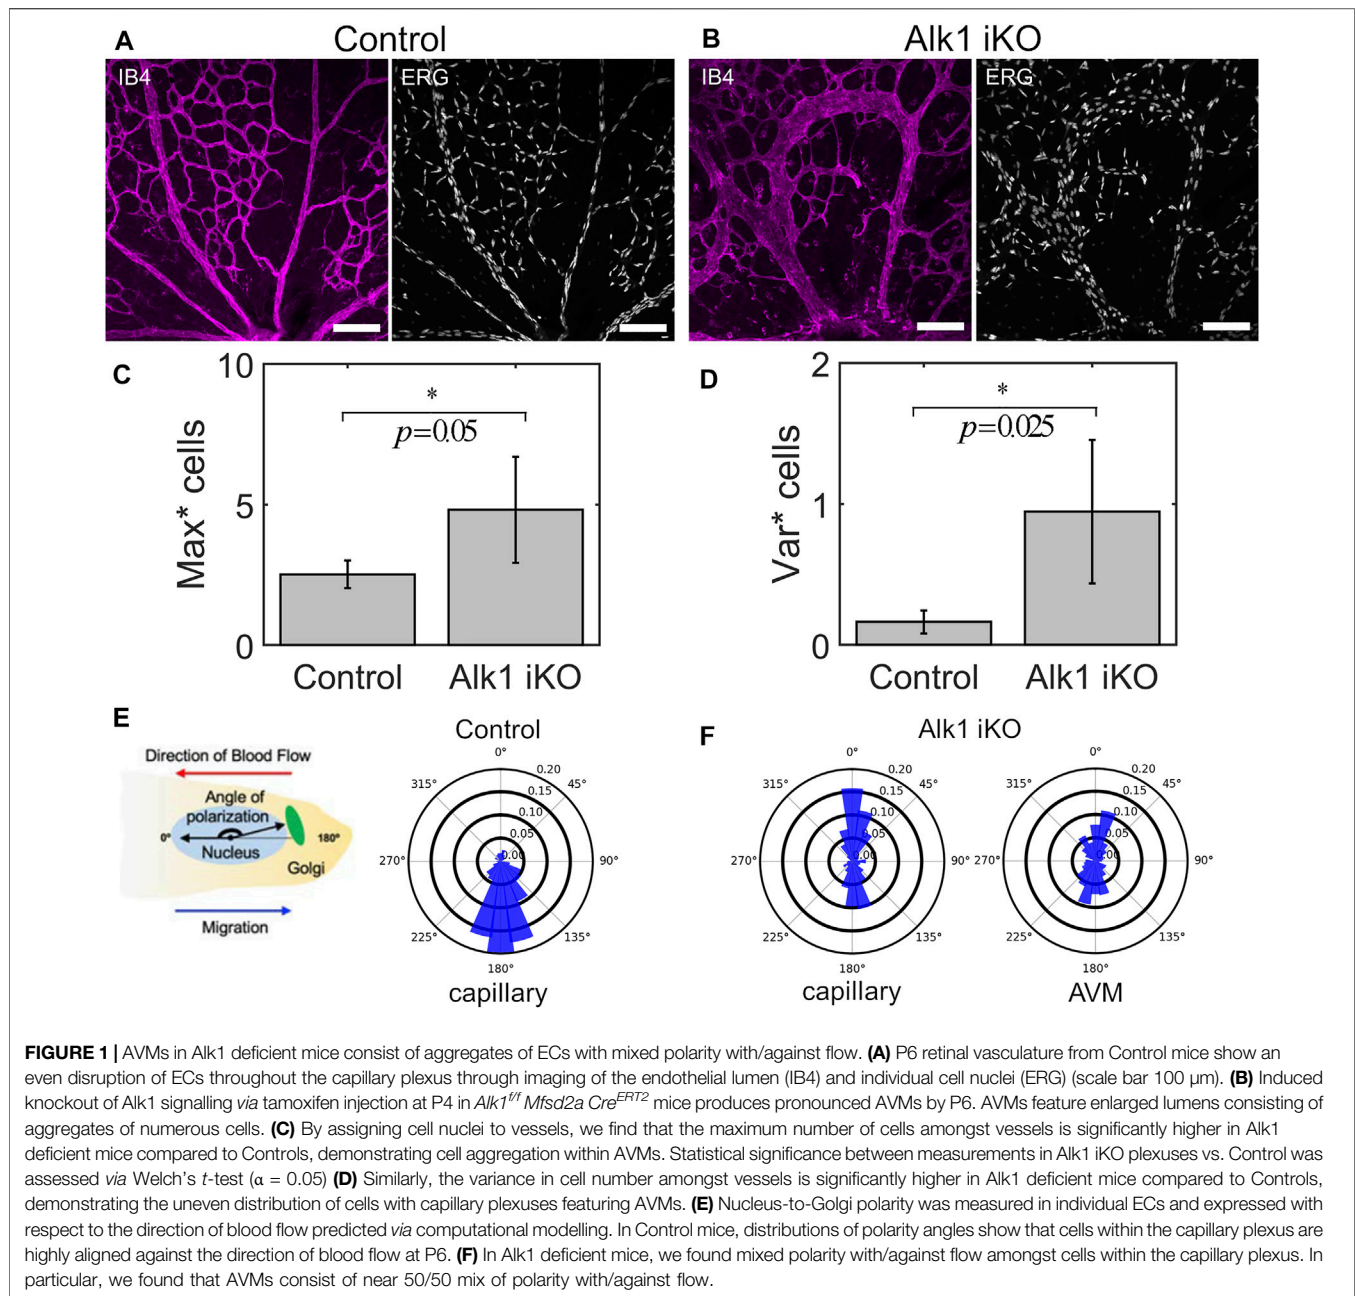 A
Control
B
Alk1 iKO
IB4
ERG
IB4
ERG
C
10
5
0
Max* cells
*
p=0.05
Control
Alk1 iKO
D
2
1
0
Var* cells
*
p=0.025
Control
Alk1 iKO
E
Direction of Blood Flow
Angle of
polarization
0°
180°
Nucleus
Golgi
Migration
Control
0°
45°
90°
135°
180°
225°
270°
315°
0.00
0.05
0.10
0.15
0.20
capillary
F
Alk1 iKO
0°
45°
90°
135°
180°
225°
270°
315°
0.00
0.05
0.10
0.15
0.20
capillary
0°
45°
90°
135°
180°
225°
270°
315°
0.00
0.05
0.10
0.15
0.20
AVM
FIGURE 1 | AVMs in Alk1 deficient mice consist of aggregates of ECs with mixed polarity with/against flow. (A) P6 retinal vasculature from Control mice show an
even disruption of ECs throughout the capillary plexus through imaging of the endothelial lumen (IB4) and individual cell nuclei (ERG) (scale bar 100 µm). (B) Induced
knockout of Alk1 signalling via tamoxifen injection at P4 in Alk1f/f Mfsd2a CreERT2 mice produces pronounced AVMs by P6. AVMs feature enlarged lumens consisting of
aggregates of numerous cells. (C) By assigning cell nuclei to vessels, we find that the maximum number of cells amongst vessels is significantly higher in Alk1
deficient mice compared to Controls, demonstrating cell aggregation within AVMs. Statistical significance between measurements in Alk1 iKO plexuses vs. Control was
assessed via Welch's t-test (α = 0.05) (D) Similarly, the variance in cell number amongst vessels is significantly higher in Alk1 deficient mice compared to Controls,
demonstrating the uneven distribution of cells with capillary plexuses featuring AVMs. (E) Nucleus-to-Golgi polarity was measured in individual ECs and expressed with
respect to the direction of blood flow predicted via computational modelling. In Control mice, distributions of polarity angles show that cells within the capillary plexus are
highly aligned against the direction of blood flow at P6. (F) In Alk1 deficient mice, we found mixed polarity with/against flow amongst cells within the capillary plexus. In
particular, we found that AVMs consist of near 50/50 mix of polarity with/against flow.